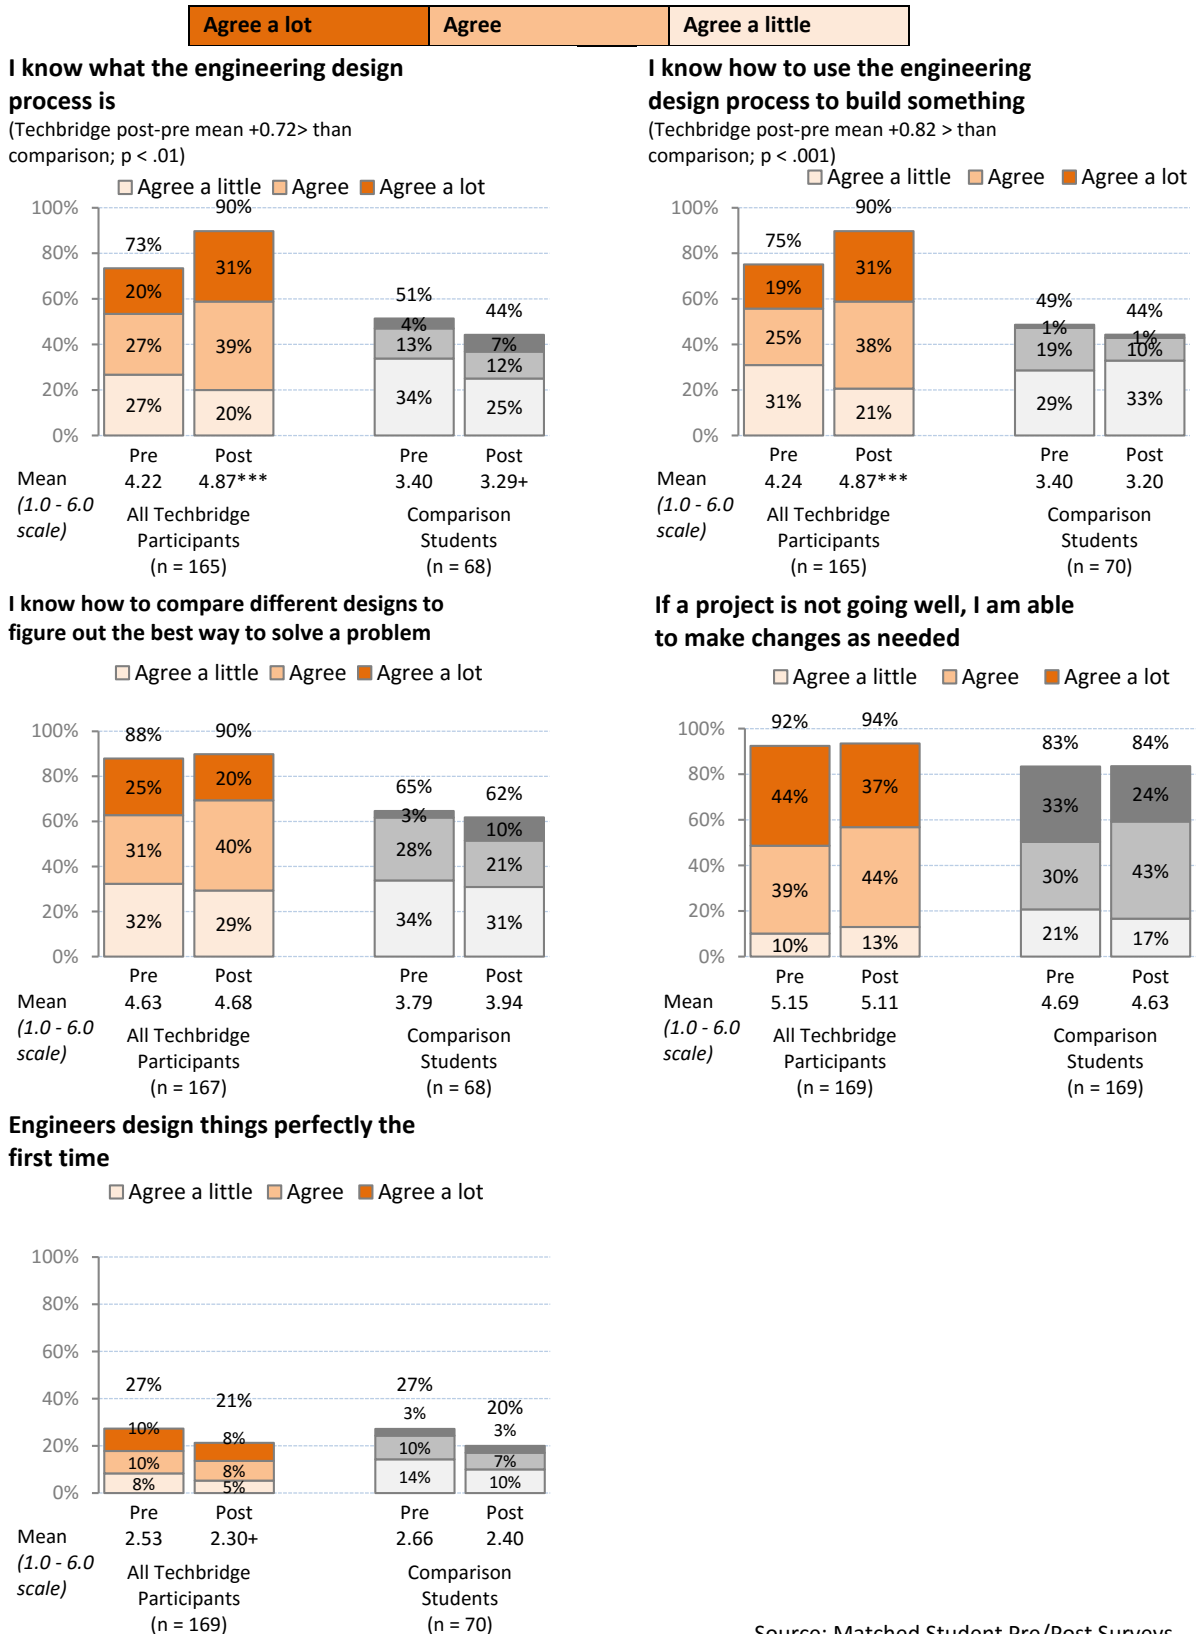 Agree a lot Agree Agree a little
I know what the engineering design
process is
(Techbridge post-pre mean +0.72> than
comparison; p < .01)
Agree a little Agree Agree a lot
100%
80%
60%
40%
20%
0%
73%
20%
27%
27%
90%
31%
39%
20%
51%
4%
13%
34%
44%
7%
12%
25%
Pre Post Pre Post
Mean 4.22 4.87*** 3.40 3.29+
(1.0 - 6.0
scale)
All Techbridge
Participants
(n = 165)
Comparison
Students
(n = 68)
I know how to use the engineering
design process to build something
(Techbridge post-pre mean +0.82 > than
comparison; p < .001)
Agree a little Agree Agree a lot
100%
80%
60%
40%
20%
0%
75%
19%
25%
31%
90%
31%
38%
21%
49%
1%
19%
29%
44%
1%
10%
33%
Pre Post Pre Post
Mean 4.24 4.87*** 3.40 3.20
(1.0 - 6.0
scale)
All Techbridge
Participants
(n = 165)
Comparison
Students
(n = 70)
I know how to compare different designs to
figure out the best way to solve a problem
Agree a little Agree Agree a lot
100%
80%
60%
40%
20%
0%
88%
25%
31%
32%
90%
20%
40%
29%
65%
3%
28%
34%
62%
10%
21%
31%
Pre Post Pre Post
Mean 4.63 4.68 3.79 3.94
(1.0 - 6.0
scale)
All Techbridge
Participants
(n = 167)
Comparison
Students
(n = 68)
If a project is not going well, I am able
to make changes as needed
Agree a little Agree Agree a lot
100%
80%
60%
40%
20%
0%
92%
44%
39%
10%
94%
37%
44%
13%
83%
33%
30%
21%
84%
24%
43%
17%
Pre Post Pre Post
Mean 5.15 5.11 4.69 4.63
(1.0 - 6.0
scale)
All Techbridge
Participants
(n = 169)
Comparison
Students
(n = 169)
Engineers design things perfectly the
first time
Agree a little Agree Agree a lot
100%
80%
60%
40%
20%
0%
27%
10%
10%
8%
21%
8%
8%
5%
27%
3%
10%
14%
20%
3%
7%
10%
Pre Post Pre Post
Mean 2.53 2.30+ 2.66 2.40
(1.0 - 6.0
scale)
All Techbridge
Participants
(n = 169)
Comparison
Students
(n = 70)
Source: Matched Student Pre/Post Surveys